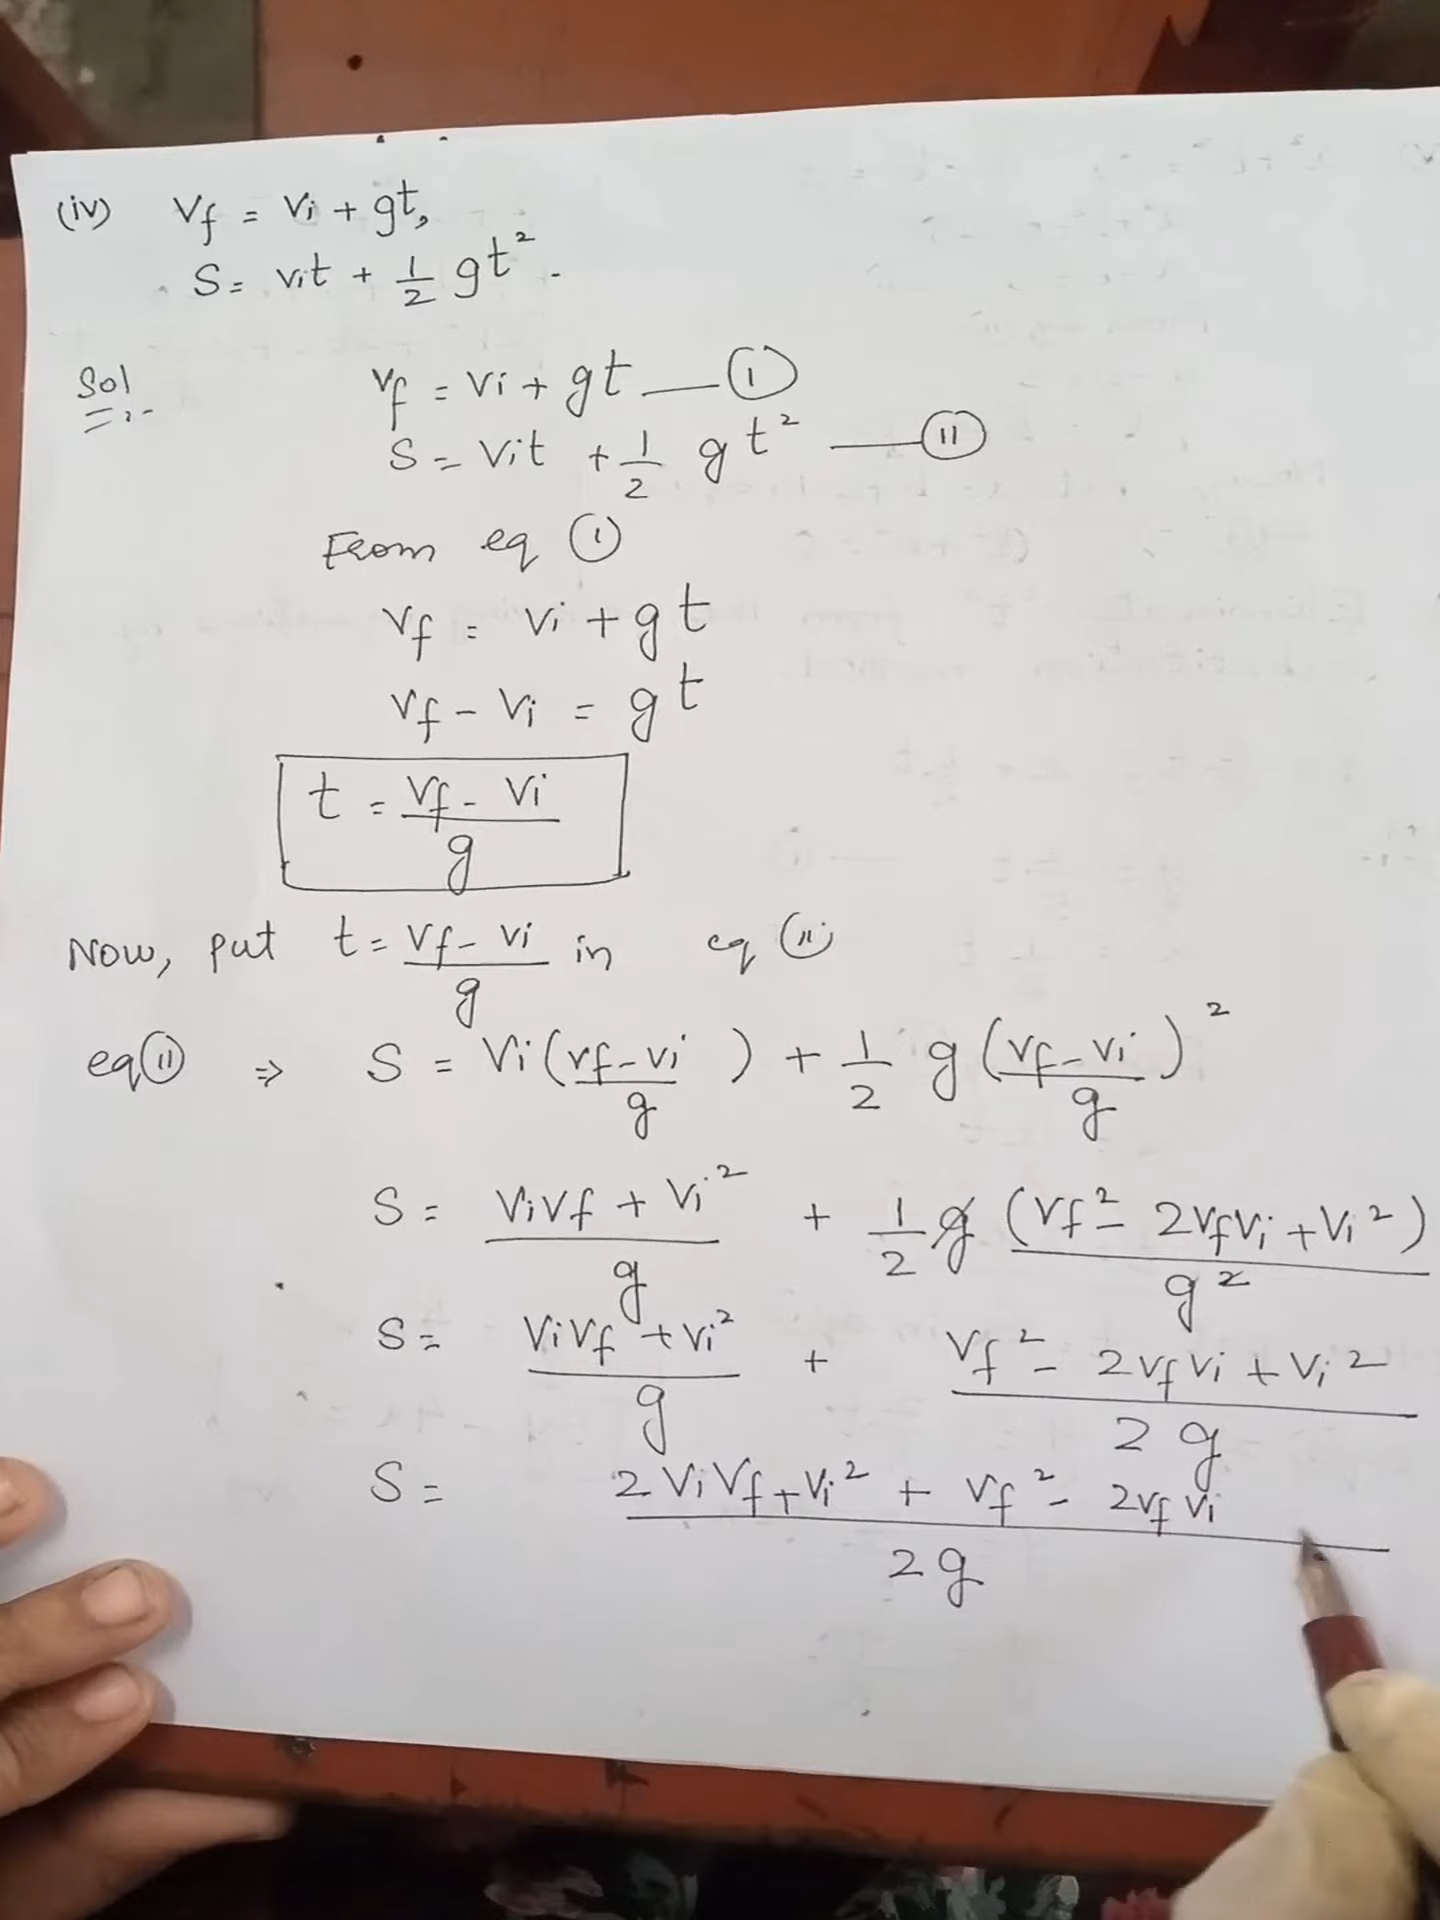 (iv) Vf = Vi + gt,
S = Vit + 1/2 gt².
Sol =:-
Vf = Vi + gt — (i)
S = Vit + 1/2 gt² — (ii)
From eq (i)
Vf = Vi + gt
Vf - Vi = gt
t = (Vf - Vi)/g
Now, put t = (Vf - Vi)/g in eq (ii)
eq (ii) ⇒ S = Vi((Vf - Vi)/g) + 1/2 g((Vf - Vi)/g)²
S = (ViVf + Vi²)/g + 1/2 g (Vf² - 2VfVi + Vi²)/g²
S = (ViVf + Vi²)/g + (Vf² - 2VfVi + Vi²)/2g
S = (2ViVf + Vi² + Vf² - 2VfVi)/2g